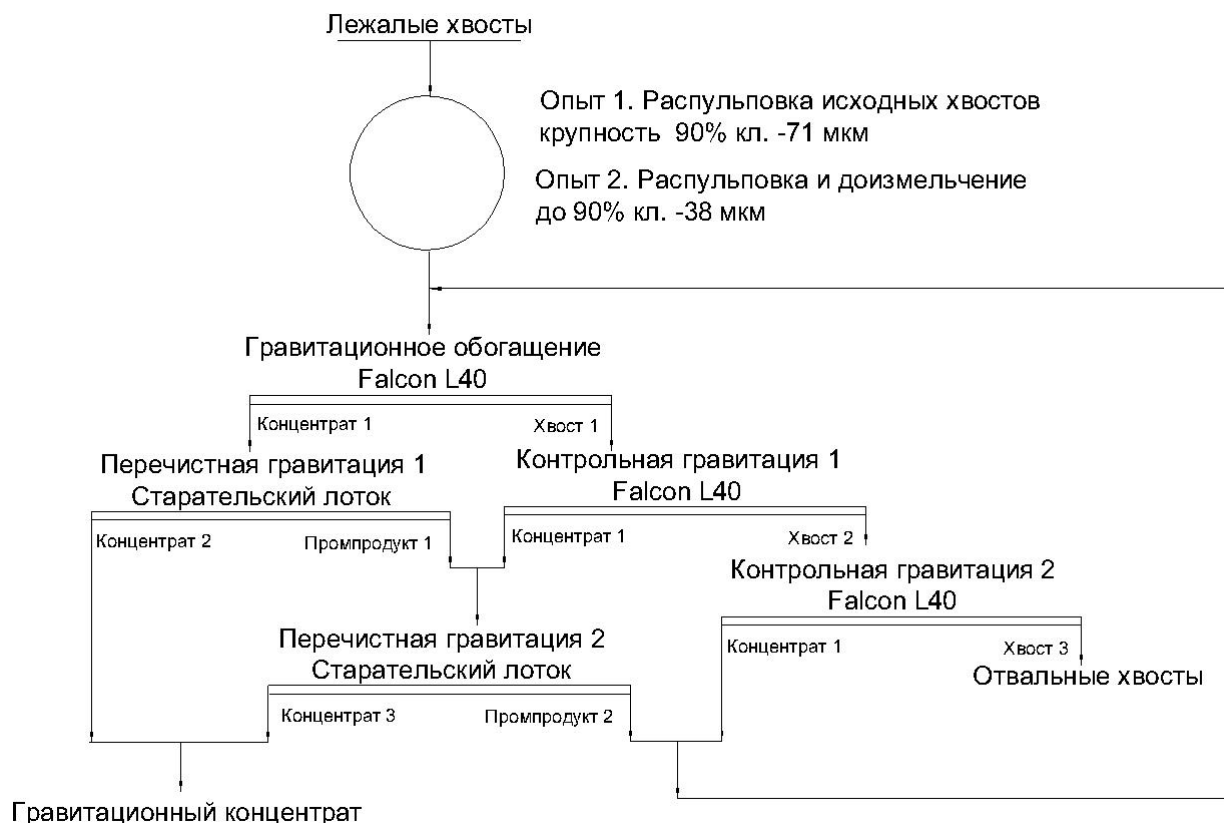 Лежалые хвосты
Опыт 1. Распульповка исходных хвостов
крупность 90% кл. -71 мкм
Опыт 2. Распульповка и доизмельчение
до 90% кл. -38 мкм
Гравитационное обогащение
Falcon L40
Концентрат 1
Хвост 1
Перечистная гравитация 1
Старательский лоток
Контрольная гравитация 1
Falcon L40
Концентрат 2
Промпродукт 1
Концентрат 1
Хвост 2
Контрольная гравитация 2
Falcon L40
Перечистная гравитация 2
Старательский лоток
Концентрат 1
Хвост 3
Отвальные хвосты
Концентрат 3
Промпродукт 2
Гравитационный концентрат